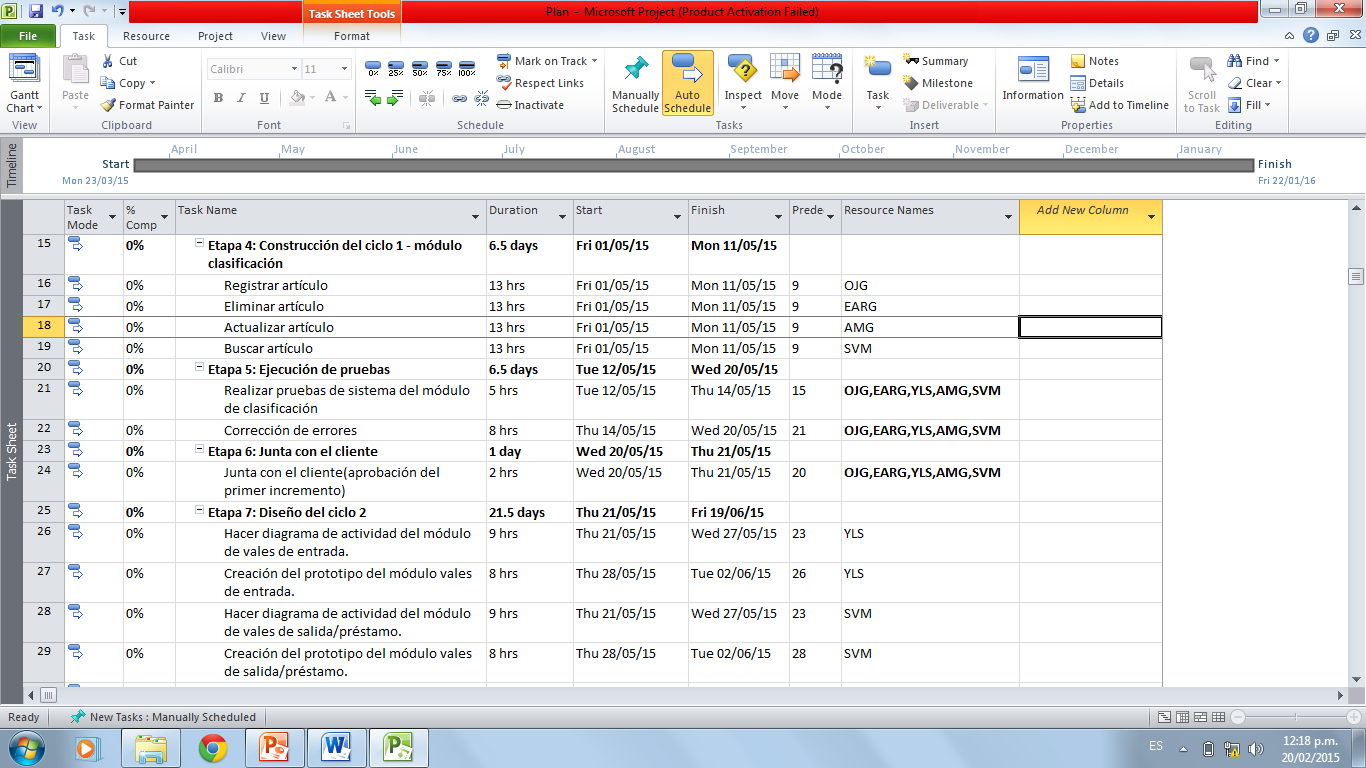 Task Sheet Tools
Plan - Microsoft Project (Product Activation Failed)
File Task Resource Project View Format
Gantt Chart
View
Paste
Cut
Copy
Format Painter
Clipboard
Calibri 11
B I U A
Font
0% 25% 50% 75% 100%
Mark on Track
Respect Links
Inactivate
Schedule
Manually Schedule
Auto Schedule
Inspect
Move
Mode
Tasks
Task
Summary
Milestone
Deliverable
Insert
Information
Notes
Details
Add to Timeline
Properties
Scroll to Task
Find
Clear
Fill
Editing
Timeline
April May June July August September October November December January
Start
Mon 23/03/15
Finish
Fri 22/01/16
Task Sheet
Task Mode % Comp Task Name Duration Start Finish Prede Resource Names Add New Column
15 0% Etapa 4: Construcción del ciclo 1 - módulo 6.5 days Fri 01/05/15 Mon 11/05/15
clasificación
16 0% Registrar artículo 13 hrs Fri 01/05/15 Mon 11/05/15 9 OJG
17 0% Eliminar artículo 13 hrs Fri 01/05/15 Mon 11/05/15 9 EARG
18 0% Actualizar artículo 13 hrs Fri 01/05/15 Mon 11/05/15 9 AMG
19 0% Buscar artículo 13 hrs Fri 01/05/15 Mon 11/05/15 9 SVM
20 0% Etapa 5: Ejecución de pruebas 6.5 days Tue 12/05/15 Wed 20/05/15
21 0% Realizar pruebas de sistema del módulo 5 hrs Tue 12/05/15 Thu 14/05/15 15 OJG,EARG,YLS,AMG,SVM
de clasificación
22 0% Corrección de errores 8 hrs Thu 14/05/15 Wed 20/05/15 21 OJG,EARG,YLS,AMG,SVM
23 0% Etapa 6: Junta con el cliente 1 day Wed 20/05/15 Thu 21/05/15
24 0% Junta con el cliente(aprobación del 2 hrs Wed 20/05/15 Thu 21/05/15 20 OJG,EARG,YLS,AMG,SVM
primer incremento)
25 0% Etapa 7: Diseño del ciclo 2 21.5 days Thu 21/05/15 Fri 19/06/15
26 0% Hacer diagrama de actividad del módulo 9 hrs Thu 21/05/15 Wed 27/05/15 23 YLS
de vales de entrada.
27 0% Creación del prototipo del módulo vales 8 hrs Thu 28/05/15 Tue 02/06/15 26 YLS
de entrada.
28 0% Hacer diagrama de actividad del módulo 9 hrs Thu 21/05/15 Wed 27/05/15 23 SVM
de vales de salida/préstamo.
29 0% Creación del prototipo del módulo vales 8 hrs Thu 28/05/15 Tue 02/06/15 28 SVM
de salida/préstamo.
Ready New Tasks : Manually Scheduled
ES
12:18 p.m.
20/02/2015